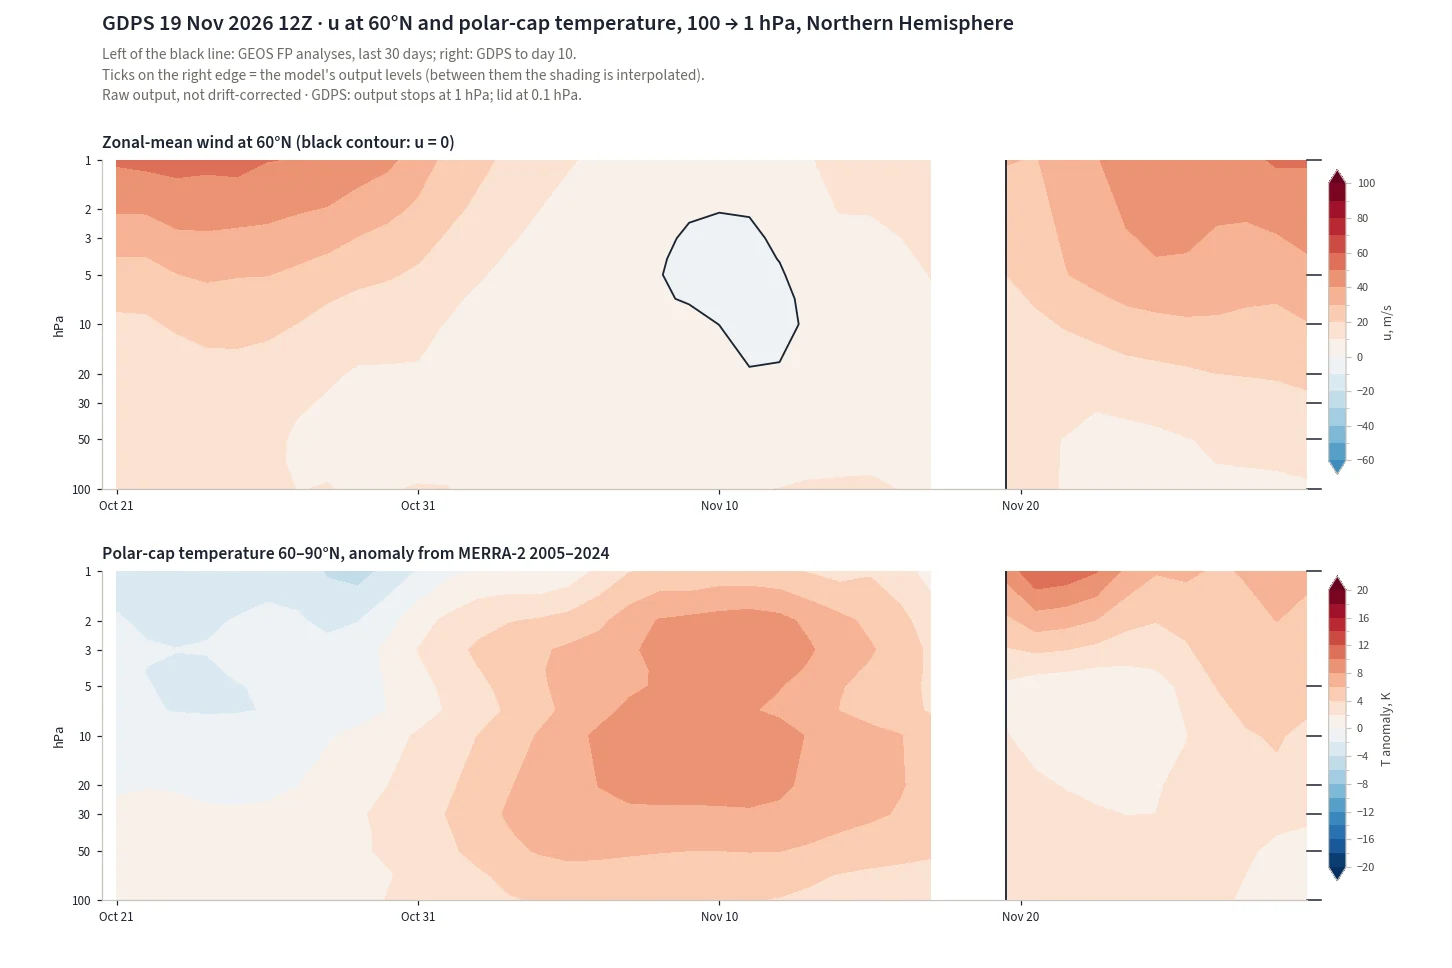 GDPS 19 Nov 2026 12Z · u at 60°N and polar-cap temperature, 100 → 1 hPa, Northern Hemisphere
Left of the black line: GEOS FP analyses, last 30 days; right: GDPS to day 10.
Ticks on the right edge = the model's output levels (between them the shading is interpolated).
Raw output, not drift-corrected · GDPS: output stops at 1 hPa; lid at 0.1 hPa.
Zonal-mean wind at 60°N (black contour: u = 0)
1
2
3
5
10
20
30
50
100
hPa
Oct 21
Oct 31
Nov 10
Nov 20
100
80
60
40
20
0
−20
−40
−60
u, m/s
Polar-cap temperature 60–90°N, anomaly from MERRA-2 2005–2024
1
2
3
5
10
20
30
50
100
hPa
Oct 21
Oct 31
Nov 10
Nov 20
20
16
12
8
4
0
−4
−8
−12
−16
−20
T anomaly, K